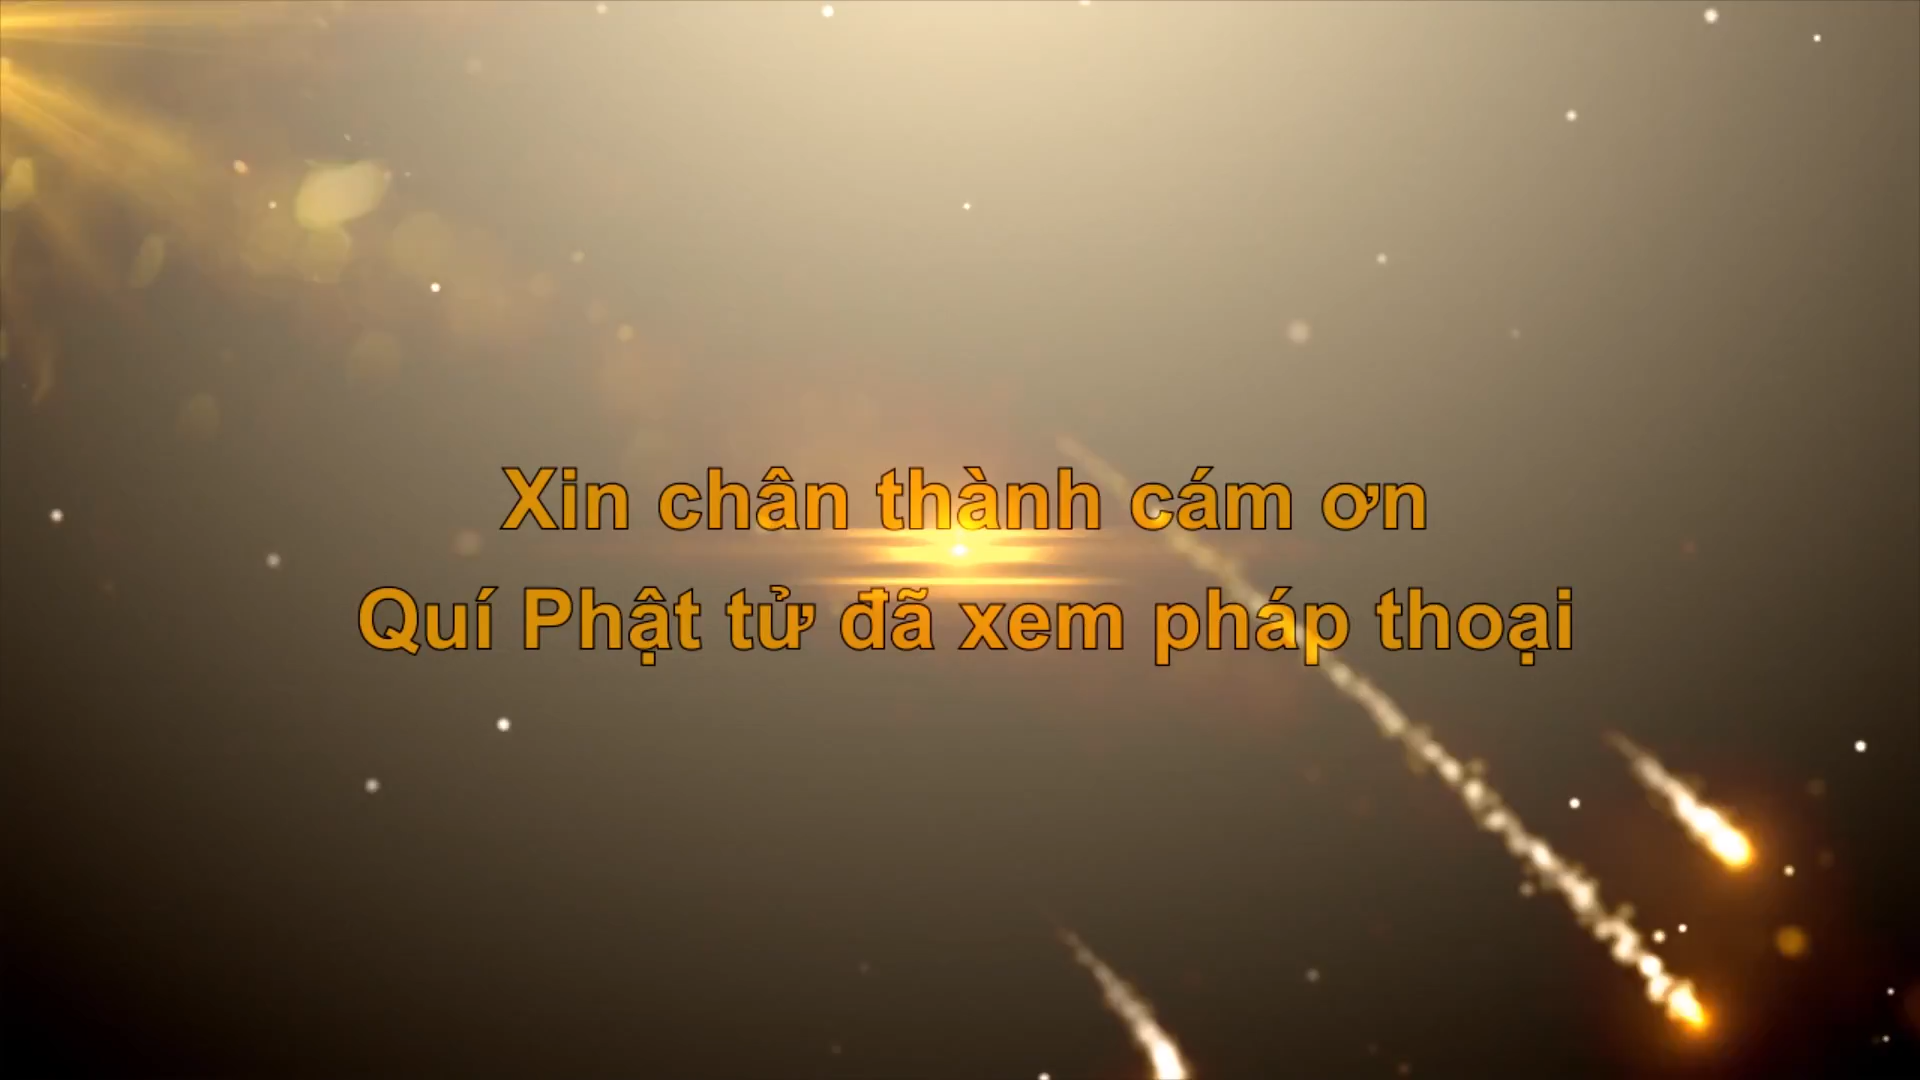 Xin chân thành cám ơn
Quí Phật tử đã xem pháp thoại